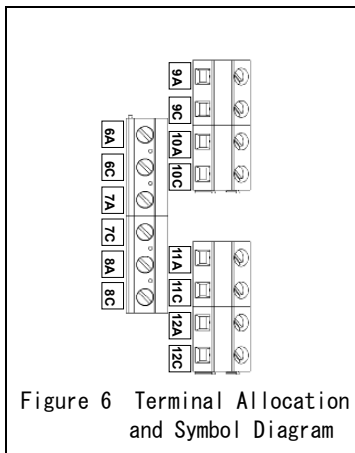 9A
9C
10A
10C
6A
6C
7A
7C
8A
8C
11A
11C
12A
12C
Figure 6 Terminal Allocation
and Symbol Diagram